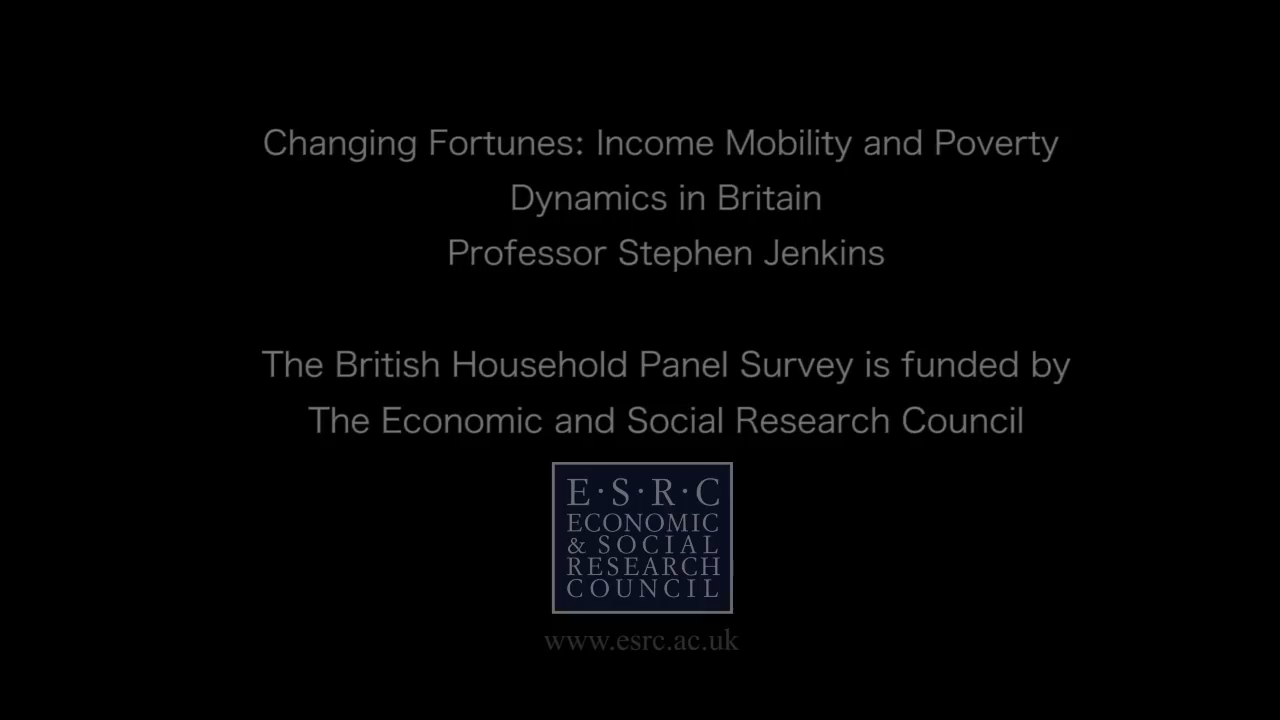 Changing Fortunes: Income Mobility and Poverty
Dynamics in Britain
Professor Stephen Jenkins
The British Household Panel Survey is funded by
The Economic and Social Research Council
E·S·R·C
ECONOMIC
& SOCIAL
RESEARCH
COUNCIL
www.esrc.ac.uk